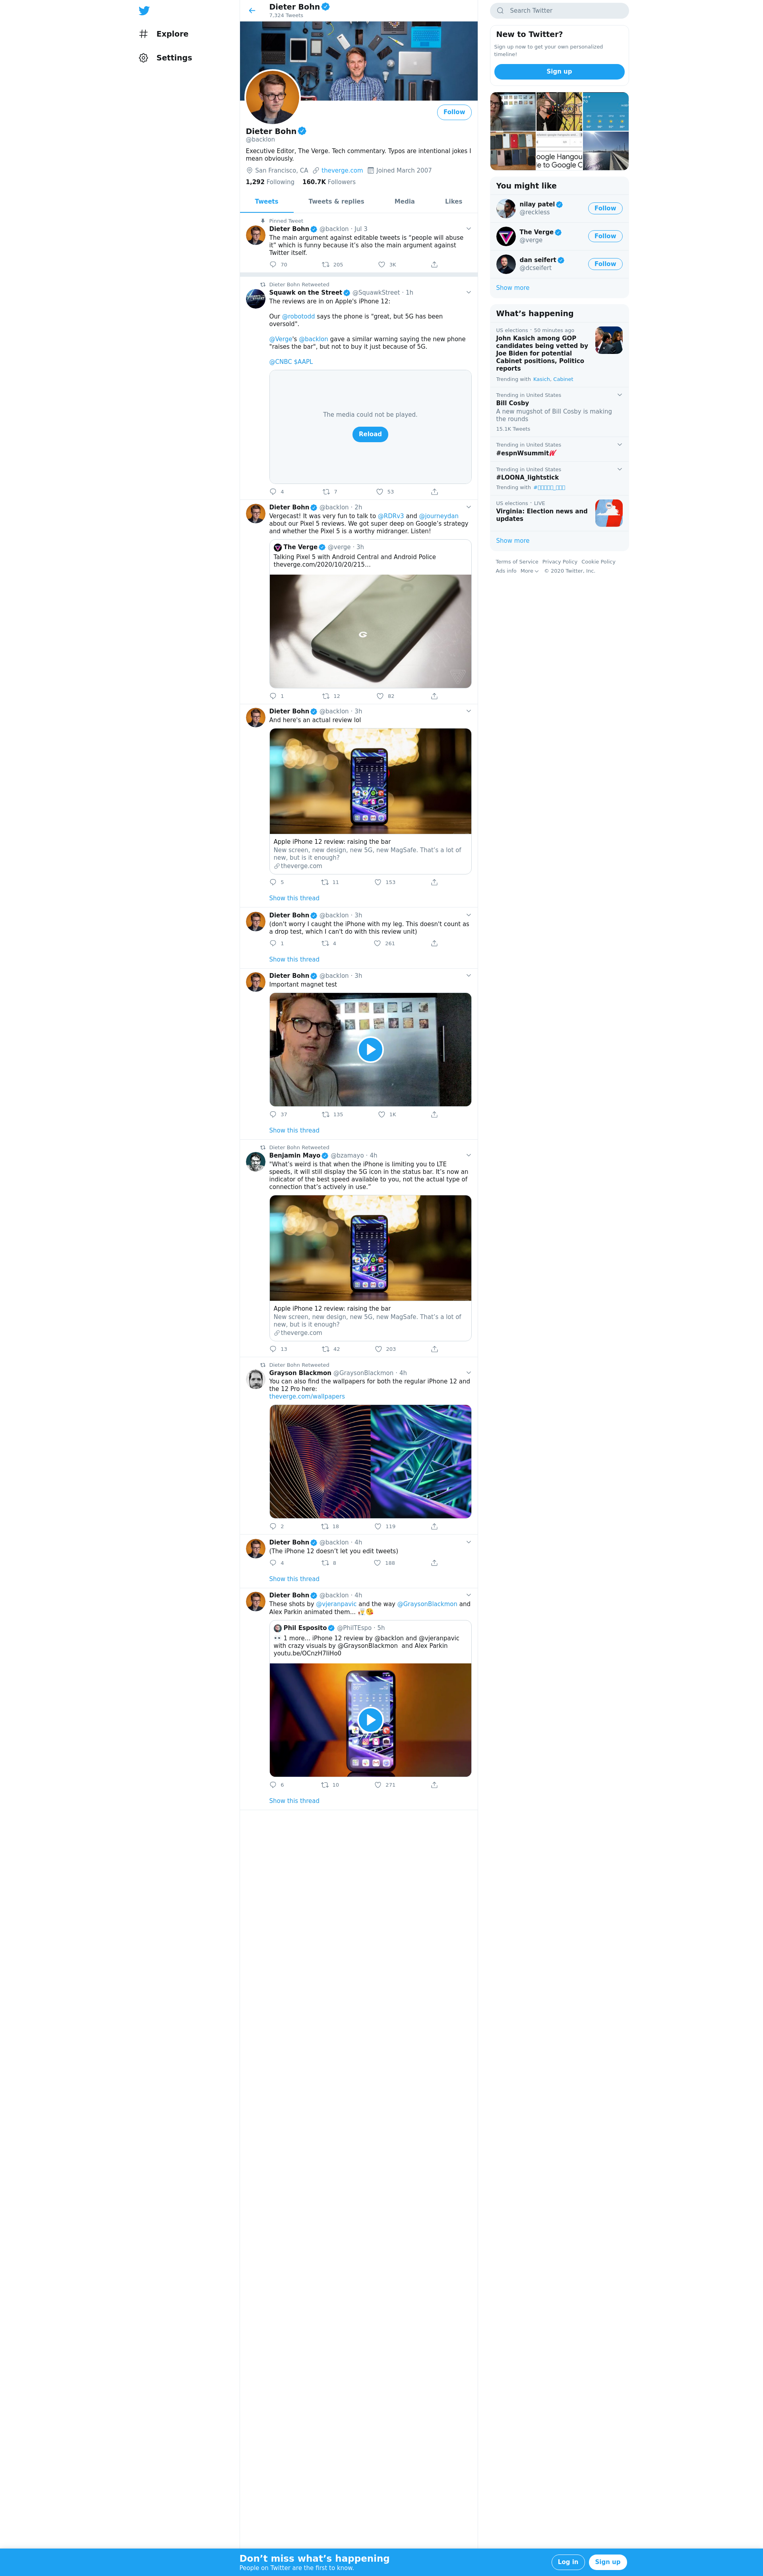 Explore
Settings
Dieter Bohn
7,324 Tweets
Follow
Dieter Bohn
@backlon
Executive Editor, The Verge. Tech commentary. Typos are intentional jokes I
mean obviously.
San Francisco, CA theverge.com Joined March 2007
1,292 Following 160.7K Followers
Tweets Tweets & replies Media Likes
Pinned Tweet
Dieter Bohn @backlon · Jul 3
The main argument against editable tweets is "people will abuse
it" which is funny because it's also the main argument against
Twitter itself.
70 205 3K
Dieter Bohn Retweeted
Squawk on the Street @SquawkStreet · 1h
The reviews are in on Apple's iPhone 12:
Our @robotodd says the phone is "great, but 5G has been
oversold".
@Verge's @backlon gave a similar warning saying the new phone
"raises the bar", but not to buy it just because of 5G.
@CNBC $AAPL
The media could not be played.
Reload
4 7 53
Dieter Bohn @backlon · 2h
Vergecast! It was very fun to talk to @RDRv3 and @journeydan
about our Pixel 5 reviews. We got super deep on Google's strategy
and whether the Pixel 5 is a worthy midranger. Listen!
The Verge @verge · 3h
Talking Pixel 5 with Android Central and Android Police
theverge.com/2020/10/20/215…
1 12 82
Dieter Bohn @backlon · 3h
And here's an actual review lol
Apple iPhone 12 review: raising the bar
New screen, new design, new 5G, new MagSafe. That's a lot of
new, but is it enough?
theverge.com
5 11 153
Show this thread
Dieter Bohn @backlon · 3h
(don't worry I caught the iPhone with my leg. This doesn't count as
a drop test, which I can't do with this review unit)
1 4 261
Show this thread
Dieter Bohn @backlon · 3h
Important magnet test
37 135 1K
Show this thread
Dieter Bohn Retweeted
Benjamin Mayo @bzamayo · 4h
"What's weird is that when the iPhone is limiting you to LTE
speeds, it will still display the 5G icon in the status bar. It's now an
indicator of the best speed available to you, not the actual type of
connection that's actively in use."
Apple iPhone 12 review: raising the bar
New screen, new design, new 5G, new MagSafe. That's a lot of
new, but is it enough?
theverge.com
13 42 203
Dieter Bohn Retweeted
Grayson Blackmon @GraysonBlackmon · 4h
You can also find the wallpapers for both the regular iPhone 12 and
the 12 Pro here:
theverge.com/wallpapers
2 18 119
Dieter Bohn @backlon · 4h
(The iPhone 12 doesn't let you edit tweets)
4 8 188
Show this thread
Dieter Bohn @backlon · 4h
These shots by @vjeranpavic and the way @GraysonBlackmon and
Alex Parkin animated them...
Phil Esposito @PhilTEspo · 5h
1 more... iPhone 12 review by @backlon and @vjeranpavic
with crazy visuals by @GraysonBlackmon and Alex Parkin
youtu.be/OCnzH7IiHo0
6 10 271
Show this thread
Search Twitter
New to Twitter?
Sign up now to get your own personalized
timeline!
Sign up
oogle Hangou
le to Google C
You might like
nilay patel
@reckless
Follow
The Verge
@verge
Follow
dan seifert
@dcseifert
Follow
Show more
What's happening
US elections · 50 minutes ago
John Kasich among GOP
candidates being vetted by
Joe Biden for potential
Cabinet positions, Politico
reports
Trending with Kasich, Cabinet
Trending in United States
Bill Cosby
A new mugshot of Bill Cosby is making
the rounds
15.1K Tweets
Trending in United States
#espnWsummit
Trending in United States
#LOONA_lightstick
Trending with
US elections · LIVE
Virginia: Election news and
updates
Show more
Terms of Service Privacy Policy Cookie Policy
Ads info More © 2020 Twitter, Inc.
Don't miss what's happening
People on Twitter are the first to know.
Log in Sign up